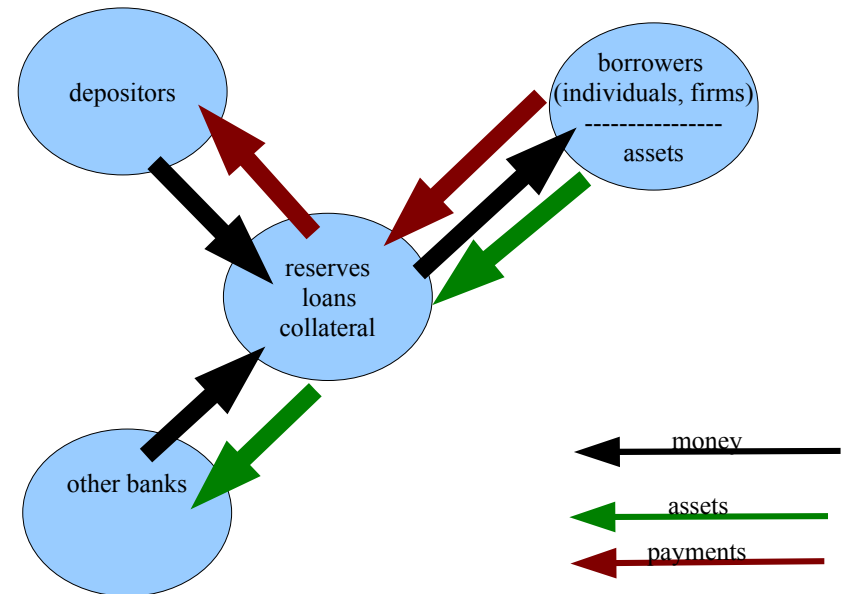 depositors
borrowers
(individuals, firms)
----------------
assets
reserves
loans
collateral
other banks
money
assets
payments